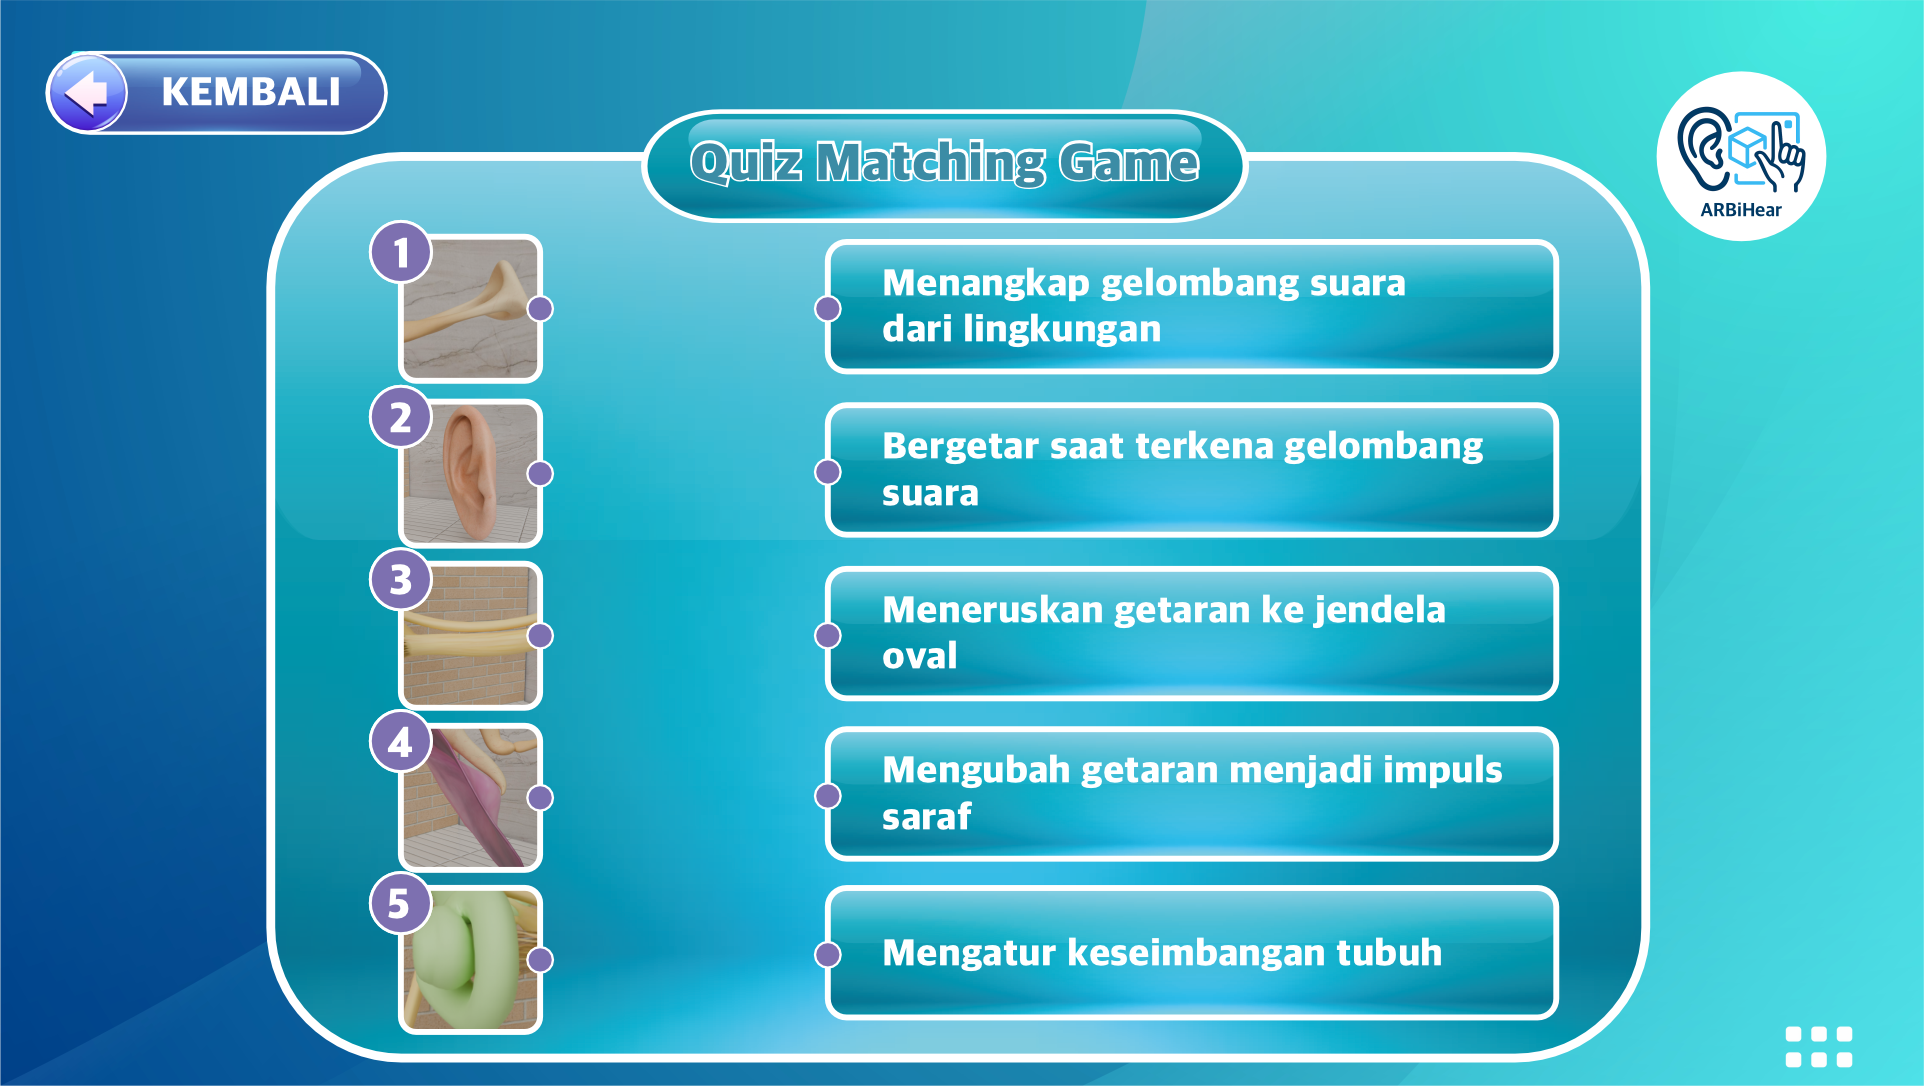 KEMBALI
Quiz Matching Game
ARBiHear
1
Menangkap gelombang suara
dari lingkungan
2
Bergetar saat terkena gelombang
suara
3
Meneruskan getaran ke jendela
oval
4
Mengubah getaran menjadi impuls
saraf
5
Mengatur keseimbangan tubuh